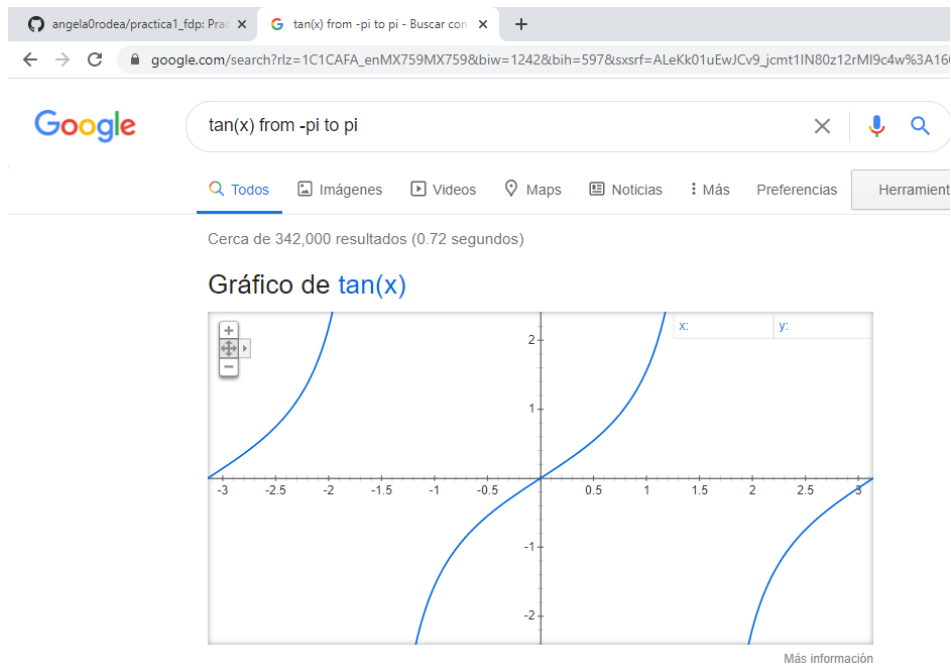 angela0rodea/practica1_fdp: Prac
tan(x) from -pi to pi - Buscar con
google.com/search?rlz=1C1CAFA_enMX759MX759&biw=1242&bih=597&sxsrf=ALeKk01uEwJCv9_jcmt1IN80z12rMI9c4w%3A160
Google
tan(x) from -pi to pi
Todos Imágenes Videos Maps Noticias Más Preferencias Herramient
Cerca de 342,000 resultados (0.72 segundos)
Gráfico de tan(x)
x: y:
2
1
-3 -2.5 -2 -1.5 -1 -0.5 0.5 1 1.5 2 2.5 3
-1
-2
Más información